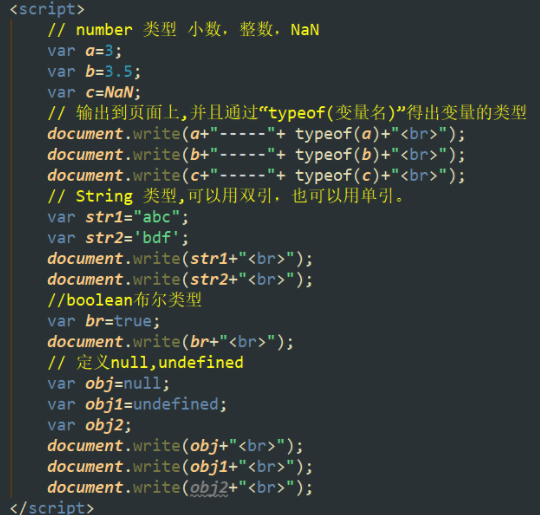 <script>
// number 类型 小数，整数，NaN
var a=3;
var b=3.5;
var c=NaN;
// 输出到页面上,并且通过“typeof(变量名)”得出变量的类型
document.write(a+"-----"+ typeof(a)+"<br>");
document.write(b+"-----"+ typeof(b)+"<br>");
document.write(c+"-----"+ typeof(c)+"<br>");
// String 类型,可以用双引，也可以用单引。
var str1="abc";
var str2='bdf';
document.write(str1+"<br>");
document.write(str2+"<br>");
//boolean布尔类型
var br=true;
document.write(br+"<br>");
// 定义null,undefined
var obj=null;
var obj1=undefined;
var obj2;
document.write(obj+"<br>");
document.write(obj1+"<br>");
document.write(obj2+"<br>");
</script>